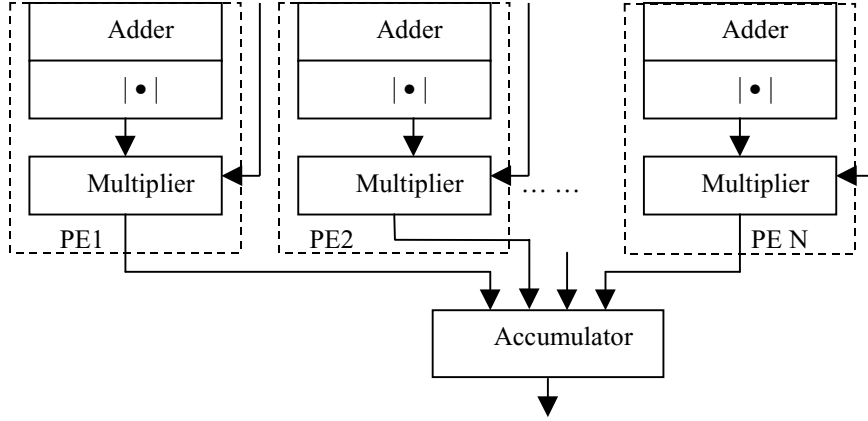 Adder Adder Adder
| • | | • | | • |
Multiplier Multiplier … … Multiplier
PE1 PE2 PE N
Accumulator